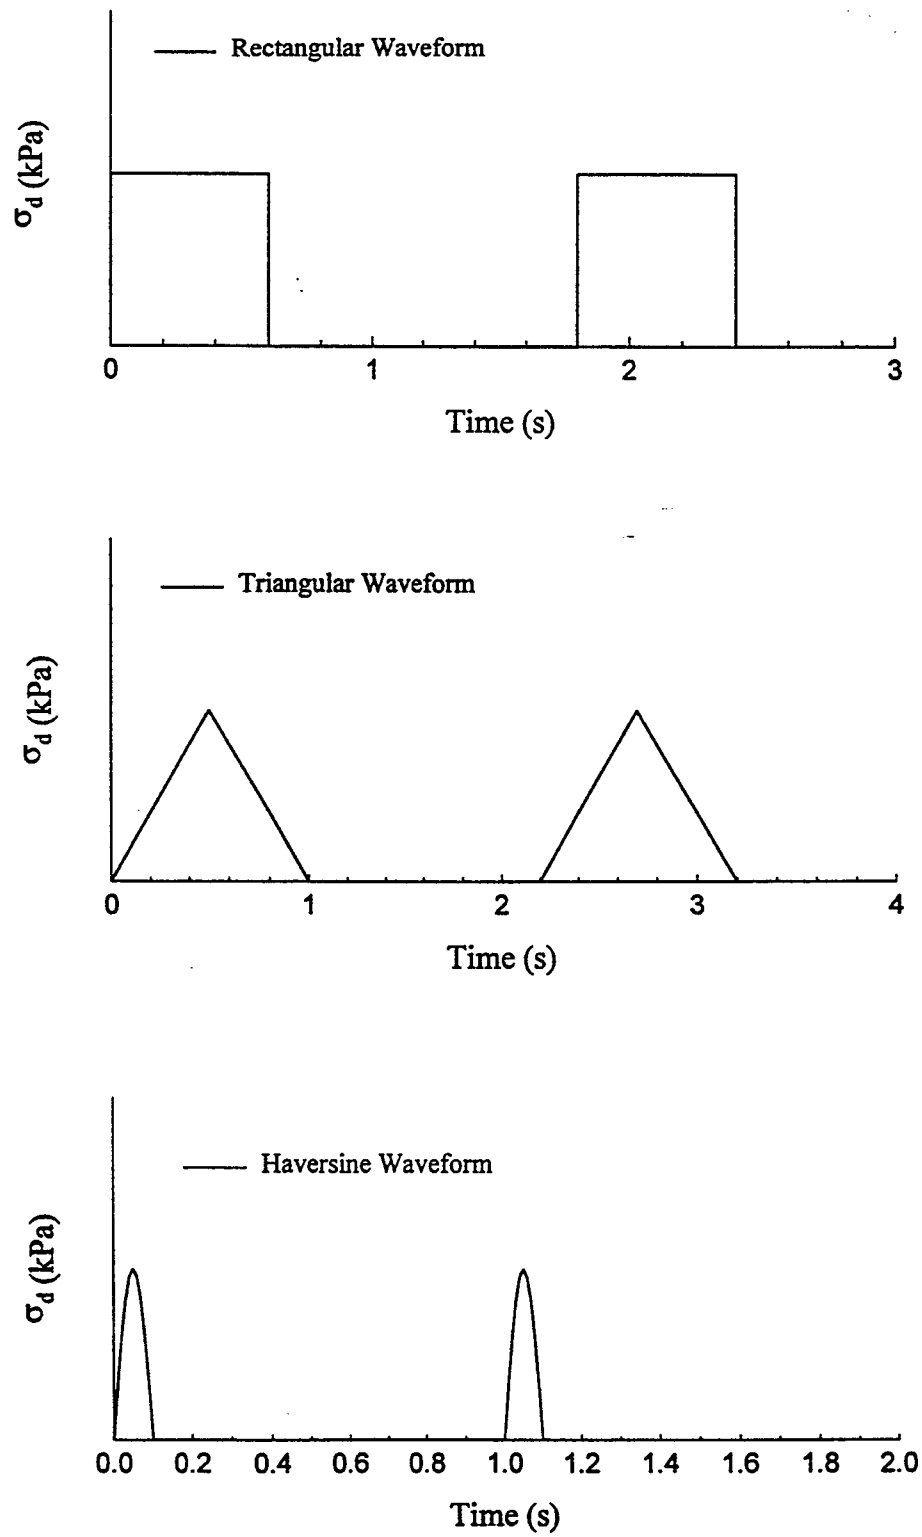 Rectangular Waveform
σd (kPa)
0 1 2 3
Time (s)
Triangular Waveform
σd (kPa)
0 1 2 3 4
Time (s)
Haversine Waveform
σd (kPa)
0.0 0.2 0.4 0.6 0.8 1.0 1.2 1.4 1.6 1.8 2.0
Time (s)